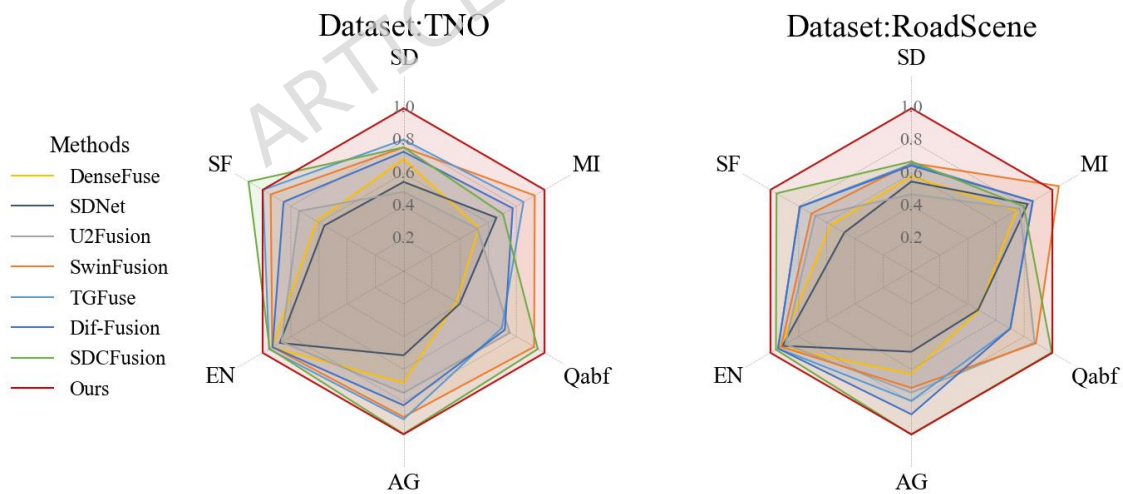 Dataset:TNO
SD
MI
Qabf
AG
EN
SF
1.0
0.8
0.6
0.4
0.2
Dataset:RoadScene
SD
MI
Qabf
AG
EN
SF
1.0
0.8
0.6
0.4
0.2
Methods
DenseFuse
SDNet
U2Fusion
SwinFusion
TGFuse
Dif-Fusion
SDCFusion
Ours